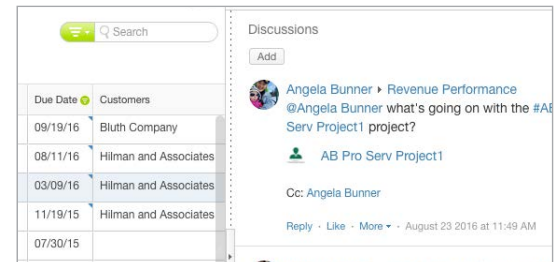 Search
Due Date Customers
09/19/16 Bluth Company
08/11/16 Hilman and Associates
03/09/16 Hilman and Associates
11/19/15 Hilman and Associates
07/30/15
Discussions
Add
Angela Bunner ▸ Revenue Performance
@Angela Bunner what's going on with the #AB
Serv Project1 project?
AB Pro Serv Project1
Cc: Angela Bunner
Reply · Like · More ▾ · August 23 2016 at 11:49 AM